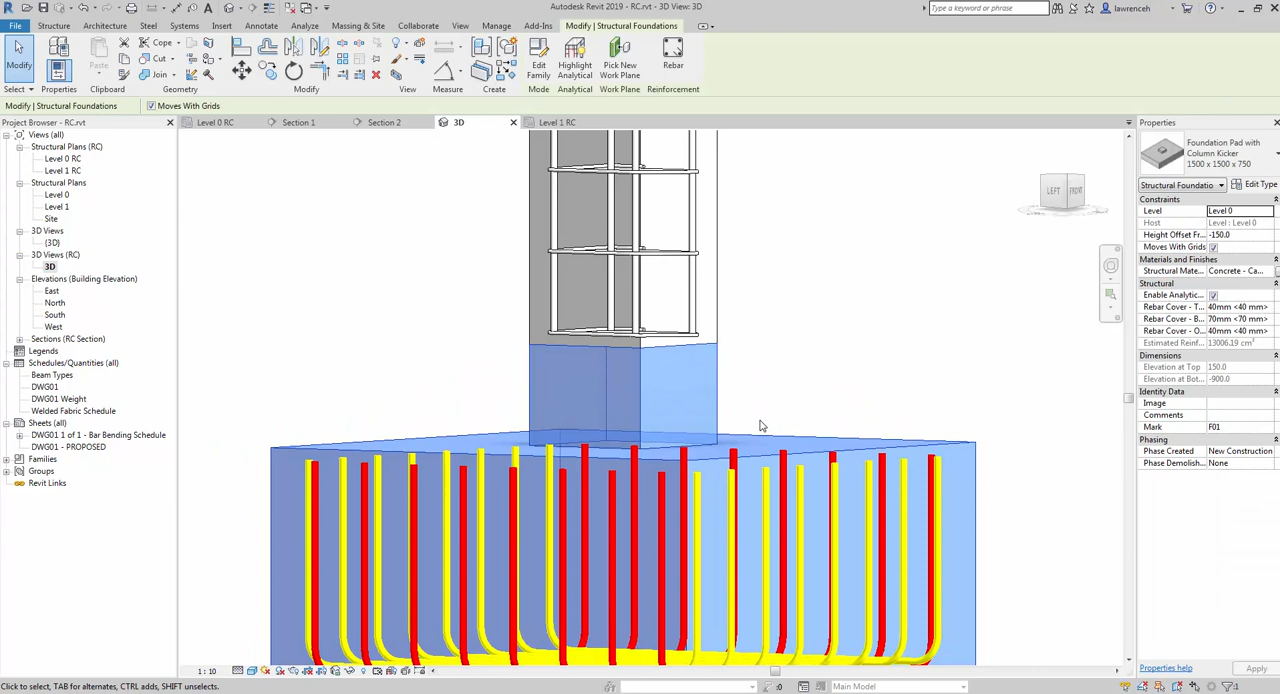 Autodesk Revit 2019 - RC.rvt - 3D View: 3D
Type a keyword or phrase
lawrenceh
File Structure Architecture Steel Systems Insert Annotate Analyze Massing & Site Collaborate View Manage Add-Ins Modify | Structural Foundations
Modify Paste Cope Cut Join Edit Family Highlight Analytical Pick New Work Plane Rebar
Select Properties Clipboard Geometry Modify View Measure Create Mode Analytical Work Plane Reinforcement
Modify | Structural Foundations Moves With Grids
Project Browser - RC.rvt
Level 0 RC Section 1 Section 2 3D Level 1 RC
Views (all)
Structural Plans (RC)
Level 0 RC
Level 1 RC
Structural Plans
Level 0
Level 1
Site
3D Views
(3D)
3D Views (RC)
3D
Elevations (Building Elevation)
East
North
South
West
Sections (RC Section)
Legends
Schedules/Quantities (all)
Beam Types
DWG01
DWG01 Weight
Welded Fabric Schedule
Sheets (all)
DWG01 1 of 1 - Bar Bending Schedule
DWG-00 - PROPOSED
Families
Groups
Revit Links
LEFT FRONT
Properties
Foundation Pad with
Column Kicker
1500 x 1500 x 750
Structural Foundatio Edit Type
Constraints
Level Level 0
Host Level : Level 0
Height Offset Fr... -150.0
Moves With Grids
Materials and Finishes
Structural Mate... Concrete - Ca...
Structural
Enable Analytic...
Rebar Cover - T... 40mm <40 mm>
Rebar Cover - B... 70mm <70 mm>
Rebar Cover - O... 40mm <40 mm>
Estimated Reinf... 13006.19 cm³
Dimensions
Elevation at Top 150.0
Elevation at Bot... -900.0
Identity Data
Image
Comments
Mark F01
Phasing
Phase Created New Construction
Phase Demolish... None
Properties help Apply
1 : 10
Click to select, TAB for alternates, CTRL adds, SHIFT unselects.
:0 Main Model :1